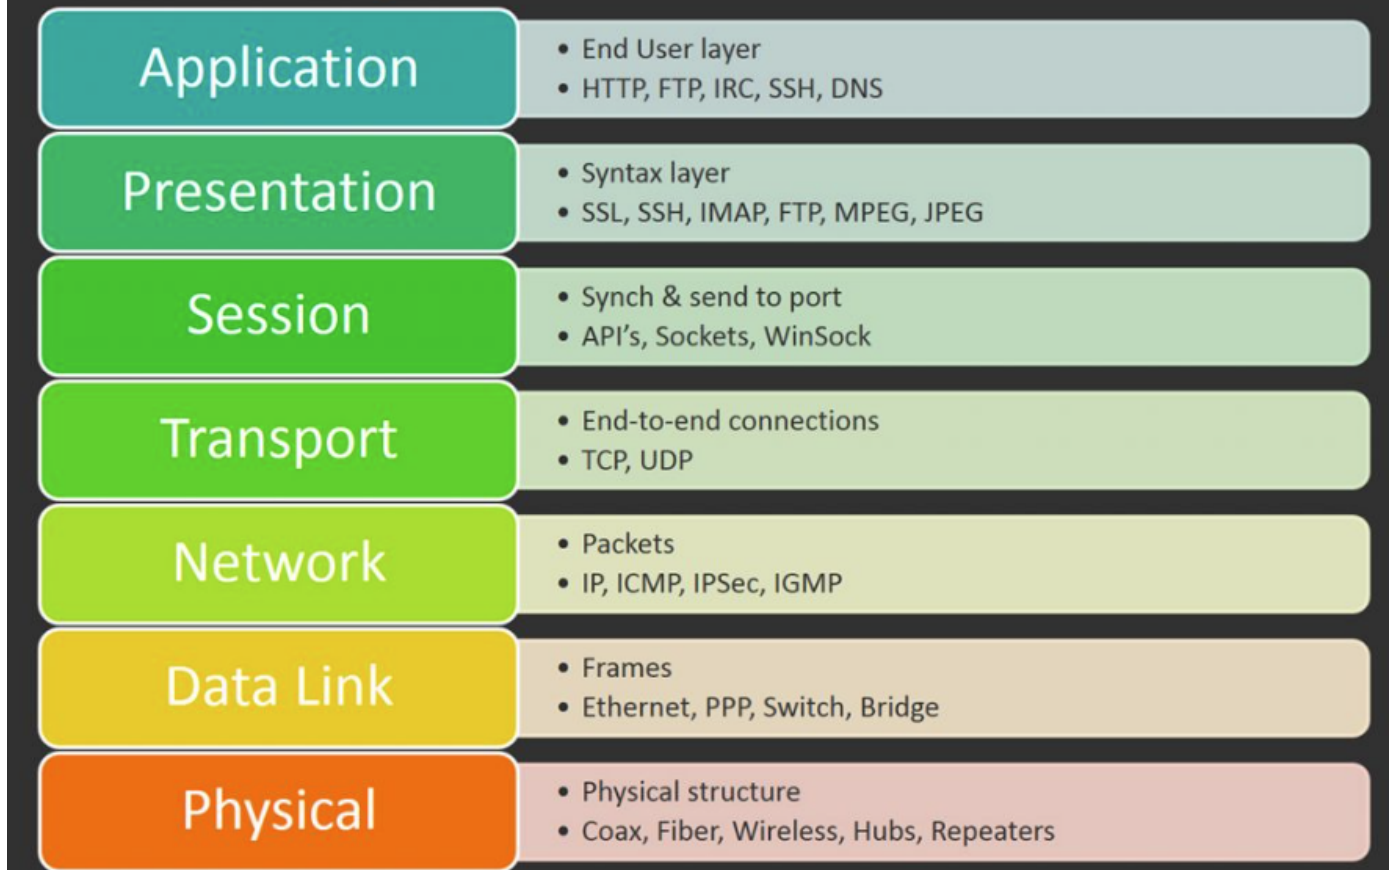 Application
• End User layer
• HTTP, FTP, IRC, SSH, DNS
Presentation
• Syntax layer
• SSL, SSH, IMAP, FTP, MPEG, JPEG
Session
• Synch & send to port
• API’s, Sockets, WinSock
Transport
• End-to-end connections
• TCP, UDP
Network
• Packets
• IP, ICMP, IPSec, IGMP
Data Link
• Frames
• Ethernet, PPP, Switch, Bridge
Physical
• Physical structure
• Coax, Fiber, Wireless, Hubs, Repeaters